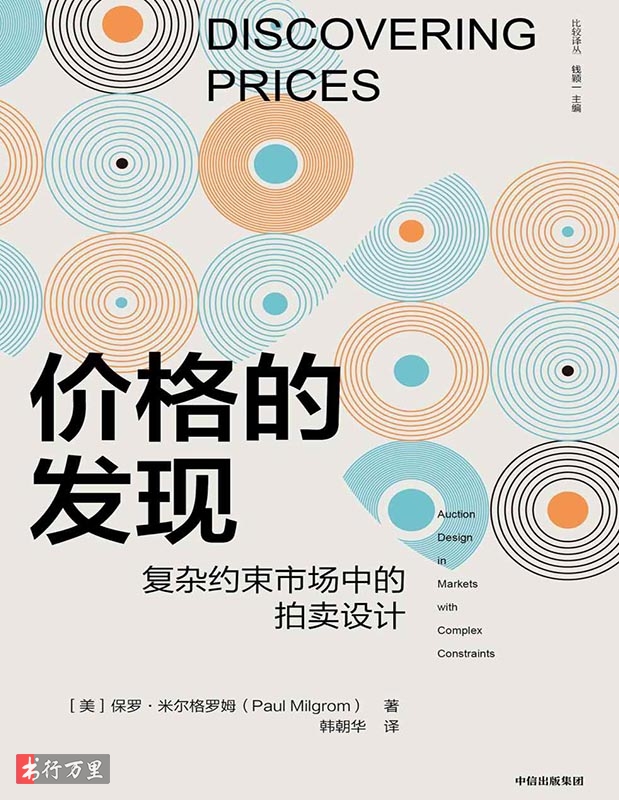 DISCOVERING
PRICES
比较译丛
钱颖一 主编
价格的
发现
复杂约束市场中的
拍卖设计
Auction
Design
in
Markets
with
Complex
Constraints
[美]保罗·米尔格罗姆(Paul Milgrom) 著
韩朝华 译
书行万里
中信出版集团